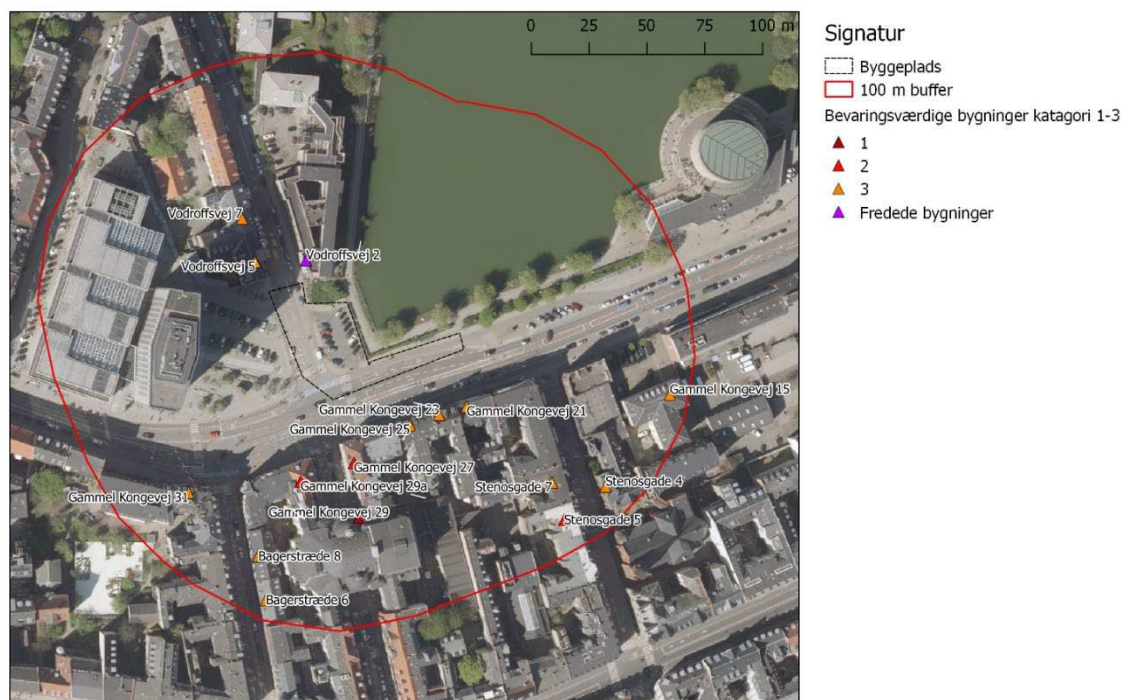 0 25 50 75 100 m
Signatur
Byggeplads
100 m buffer
Bevaringsværdige bygninger katagori 1-3
1
2
3
Fredede bygninger
Vodroffsvej 7
Vodroffsvej 5
Vodroffsvej 2
Gammel Kongevej 15
Gammel Kongevej 23
Gammel Kongevej 21
Gammel Kongevej 25
Gammel Kongevej 27
Gammel Kongevej 29a
Stenosgade 7
Stenosgade 4
Gammel Kongevej 31
Gammel Kongevej 29
Stenosgade 5
Bagerstræde 8
Bagerstræde 6